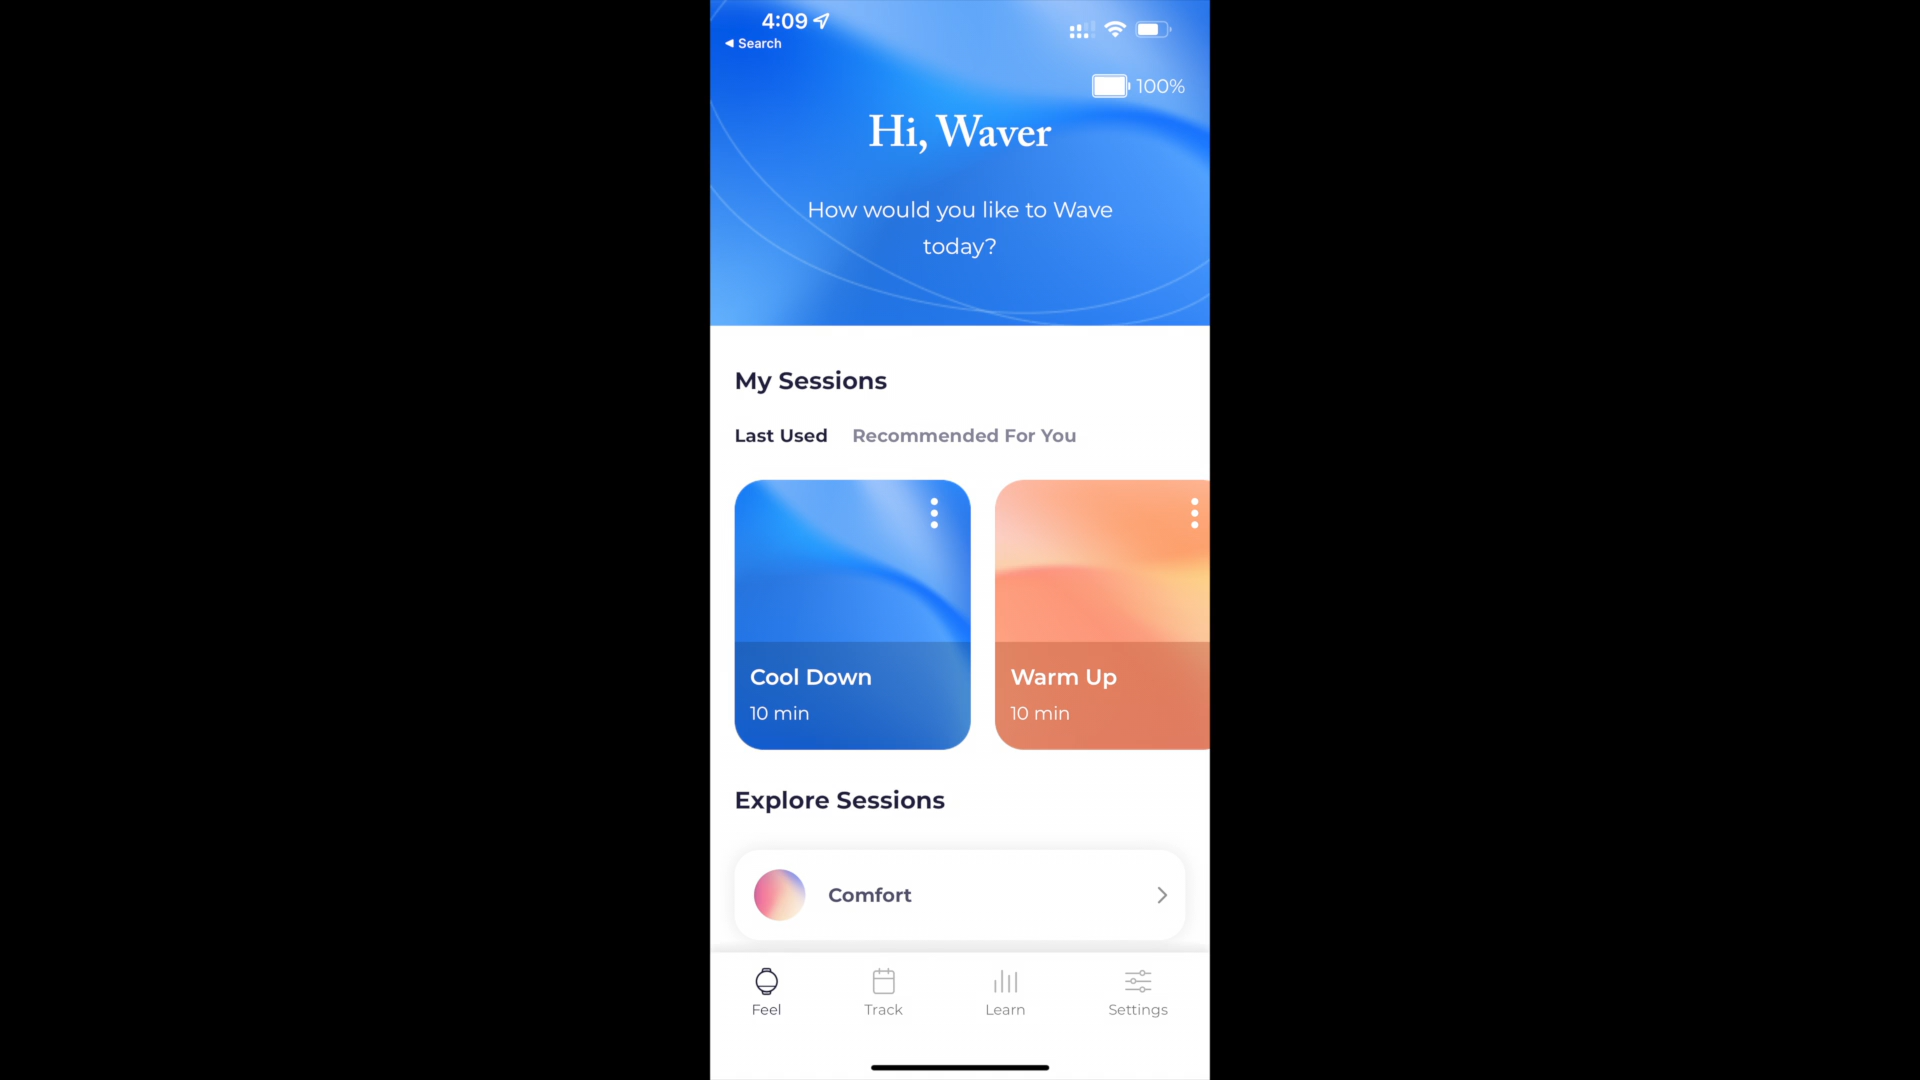 4:09
◀ Search
100%
Hi, Waver
How would you like to Wave
today?
My Sessions
Last Used Recommended For You
Cool Down
10 min
Warm Up
10 min
Explore Sessions
Comfort
Feel Track Learn Settings